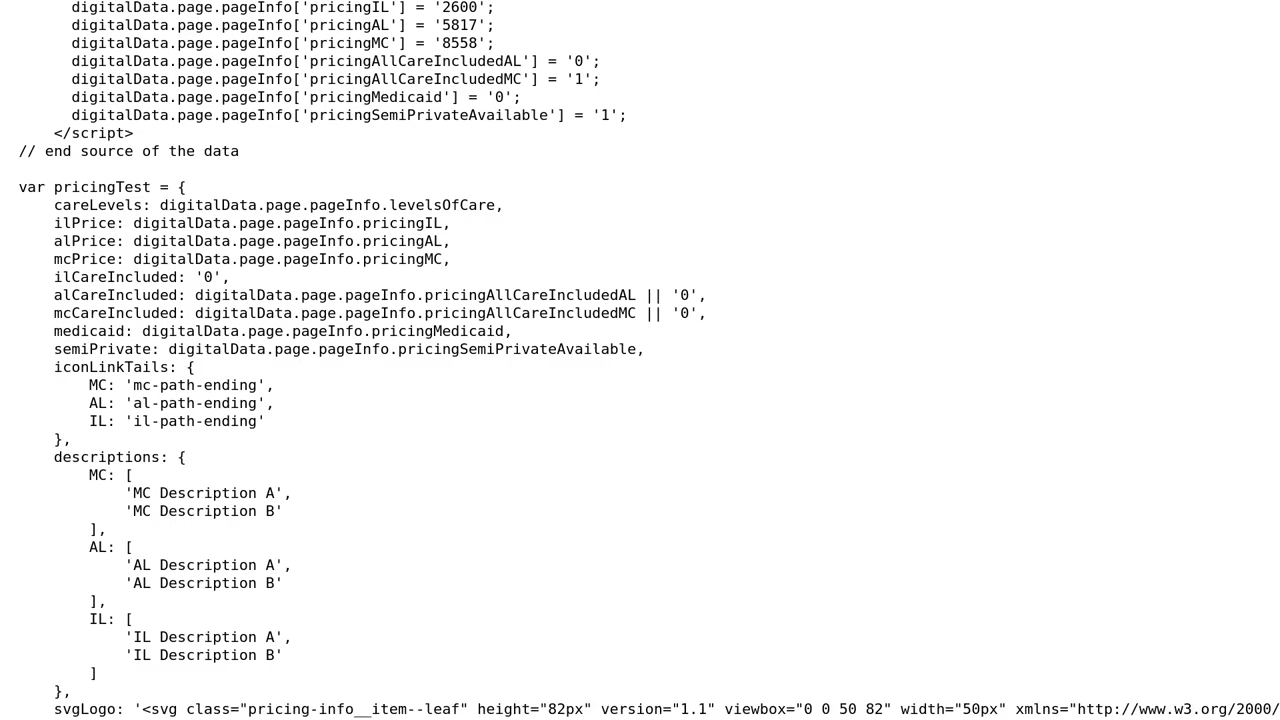 digitalData.page.pageInfo['pricingIL'] = '2600';
digitalData.page.pageInfo['pricingAL'] = '5817';
digitalData.page.pageInfo['pricingMC'] = '8558';
digitalData.page.pageInfo['pricingAllCareIncludedAL'] = '0';
digitalData.page.pageInfo['pricingAllCareIncludedMC'] = '1';
digitalData.page.pageInfo['pricingMedicaid'] = '0';
digitalData.page.pageInfo['pricingSemiPrivateAvailable'] = '1';
</script>
// end source of the data
var pricingTest = {
careLevels: digitalData.page.pageInfo.levelsOfCare,
ilPrice: digitalData.page.pageInfo.pricingIL,
alPrice: digitalData.page.pageInfo.pricingAL,
mcPrice: digitalData.page.pageInfo.pricingMC,
ilCareIncluded: '0',
alCareIncluded: digitalData.page.pageInfo.pricingAllCareIncludedAL || '0',
mcCareIncluded: digitalData.page.pageInfo.pricingAllCareIncludedMC || '0',
medicaid: digitalData.page.pageInfo.pricingMedicaid,
semiPrivate: digitalData.page.pageInfo.pricingSemiPrivateAvailable,
iconLinkTails: {
MC: 'mc-path-ending',
AL: 'al-path-ending',
IL: 'il-path-ending'
},
descriptions: {
MC: [
'MC Description A',
'MC Description B'
],
AL: [
'AL Description A',
'AL Description B'
],
IL: [
'IL Description A',
'IL Description B'
]
},
svgLogo: '<svg class="pricing-info__item--leaf" height="82px" version="1.1" viewbox="0 0 50 82" width="50px" xmlns="http://www.w3.org/2000/